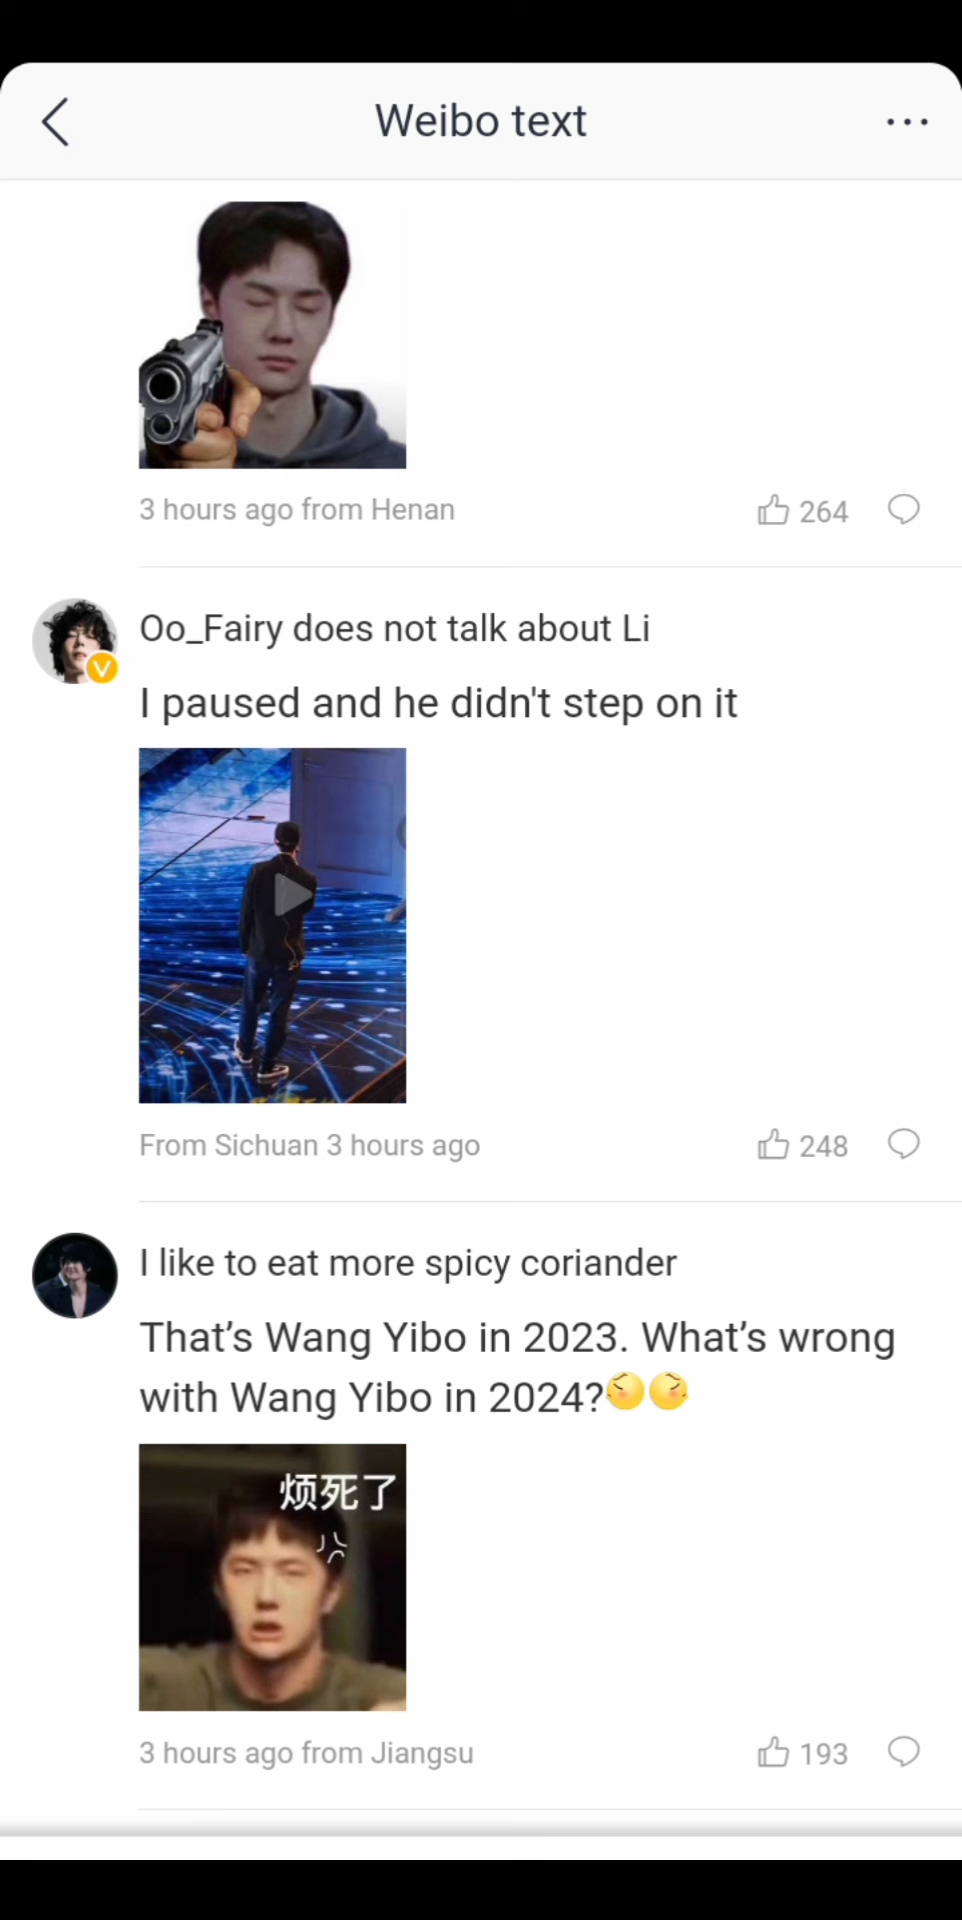 Weibo text
3 hours ago from Henan
264
Oo_Fairy does not talk about Li
I paused and he didn't step on it
From Sichuan 3 hours ago
248
I like to eat more spicy coriander
That’s Wang Yibo in 2023. What’s wrong
with Wang Yibo in 2024?
烦死了
3 hours ago from Jiangsu
193